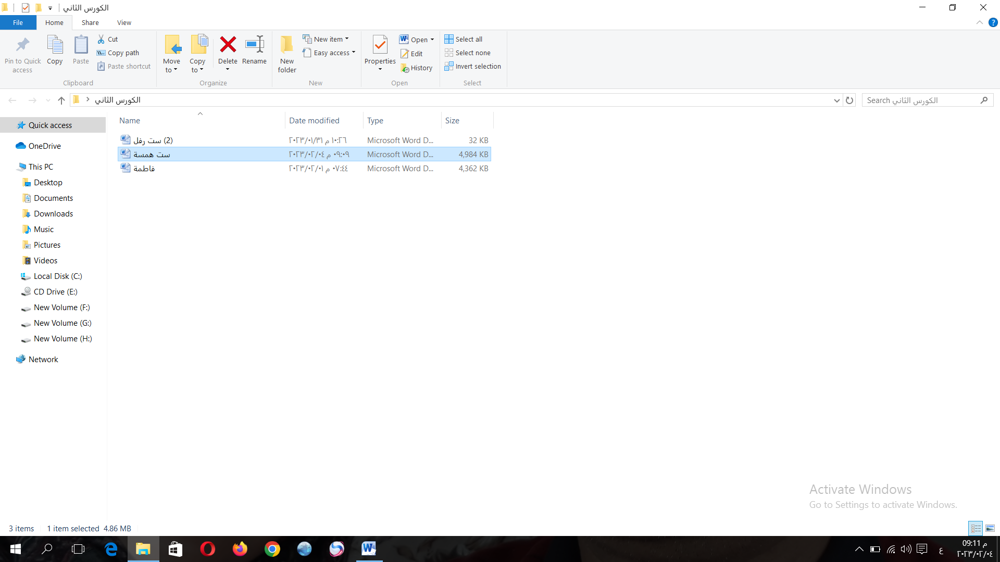 الكورس الثاني
File Home Share View
Pin to Quick access
Copy
Paste
Cut
Copy path
Paste shortcut
Clipboard
Move to
Copy to
Delete
Rename
Organize
New folder
New item
Easy access
New
Properties
Open
Edit
History
Open
Select all
Select none
Invert selection
Select
الكورس الثاني
Search الكورس الثاني
Name Date modified Type Size
ست رفل (2) ٢٠٢٣/٠١/٣١ م ١٠:٢٦ Microsoft Word D... 32 KB
ست همسة ٢٠٢٣/٠٢/٠٤ م ٠٩:٠٩ Microsoft Word D... 4,984 KB
فاطمة ٢٠٢٣/٠٢/٠١ م ٠٧:٤٤ Microsoft Word D... 4,362 KB
Quick access
OneDrive
This PC
Desktop
Documents
Downloads
Music
Pictures
Videos
Local Disk (C:)
CD Drive (E:)
New Volume (F:)
New Volume (G:)
New Volume (H:)
Network
Activate Windows
Go to Settings to activate Windows.
3 items 1 item selected 4.86 MB
ع
09:11 م
٢٠٢٣/٠٢/٠٤